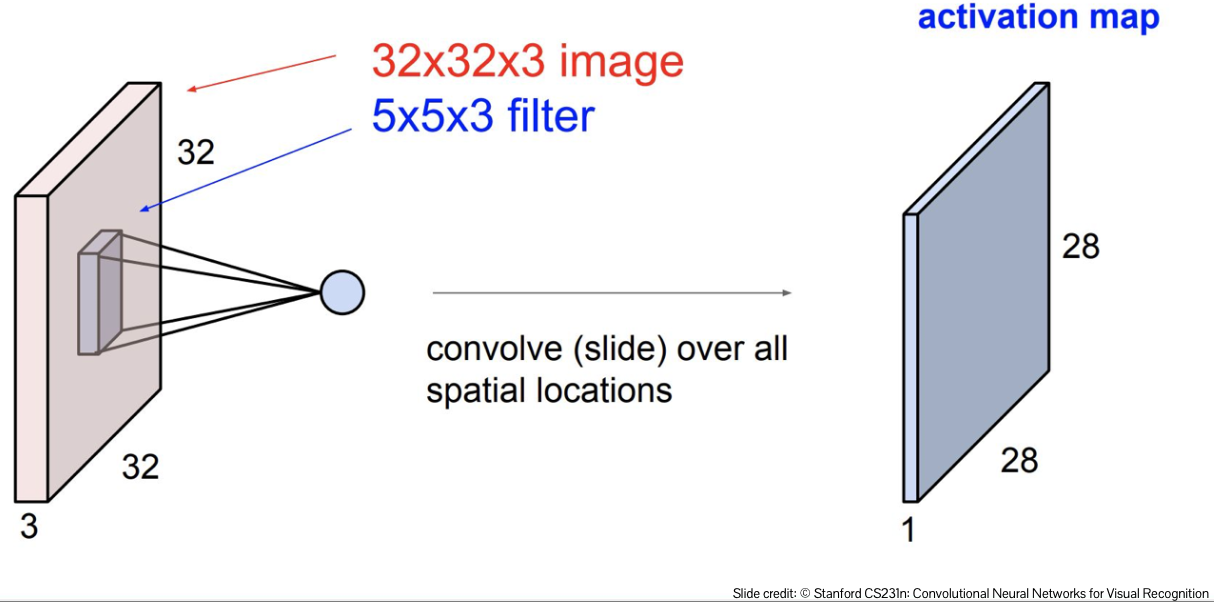 activation map
32x32x3 image
5x5x3 filter
32
28
convolve (slide) over all
spatial locations
32
28
3
1
Slide credit: © Stanford CS231n: Convolutional Neural Networks for Visual Recognition